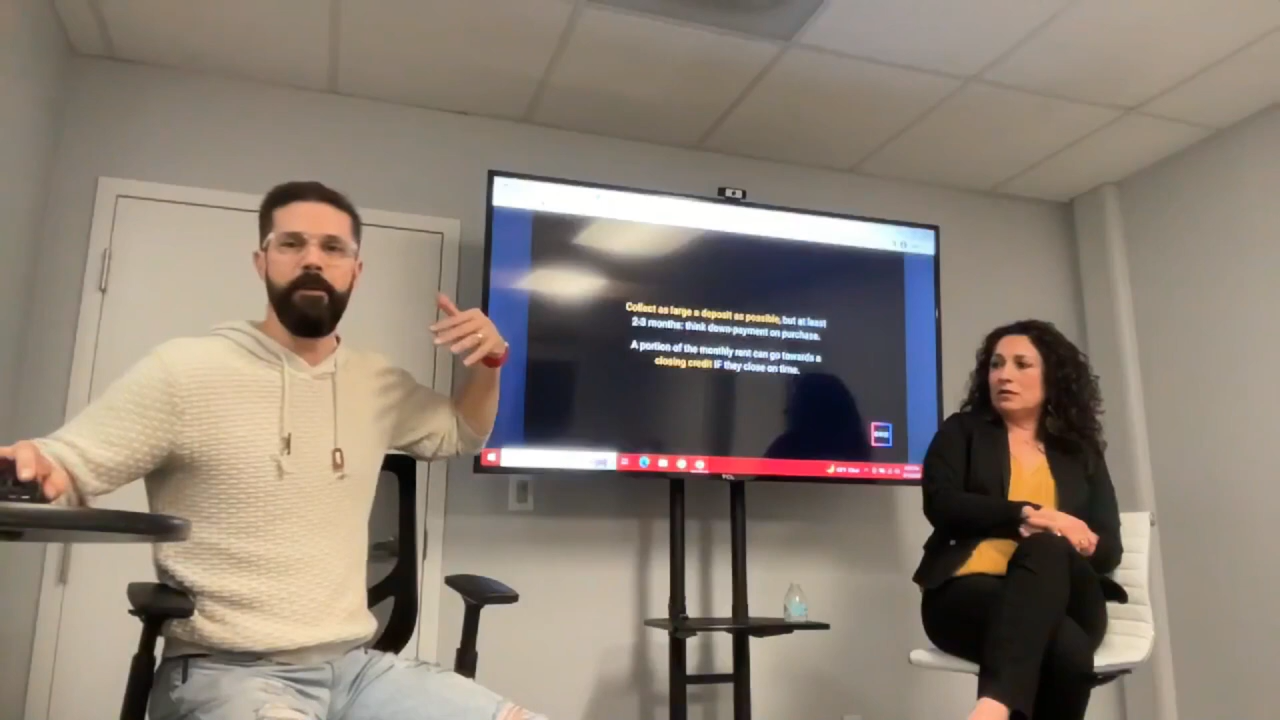 Collect as large a deposit as possible, but at least
2-3 months: think down-payment on purchase.
A portion of the monthly rent can go towards a
closing credit IF they close on time.
TCL